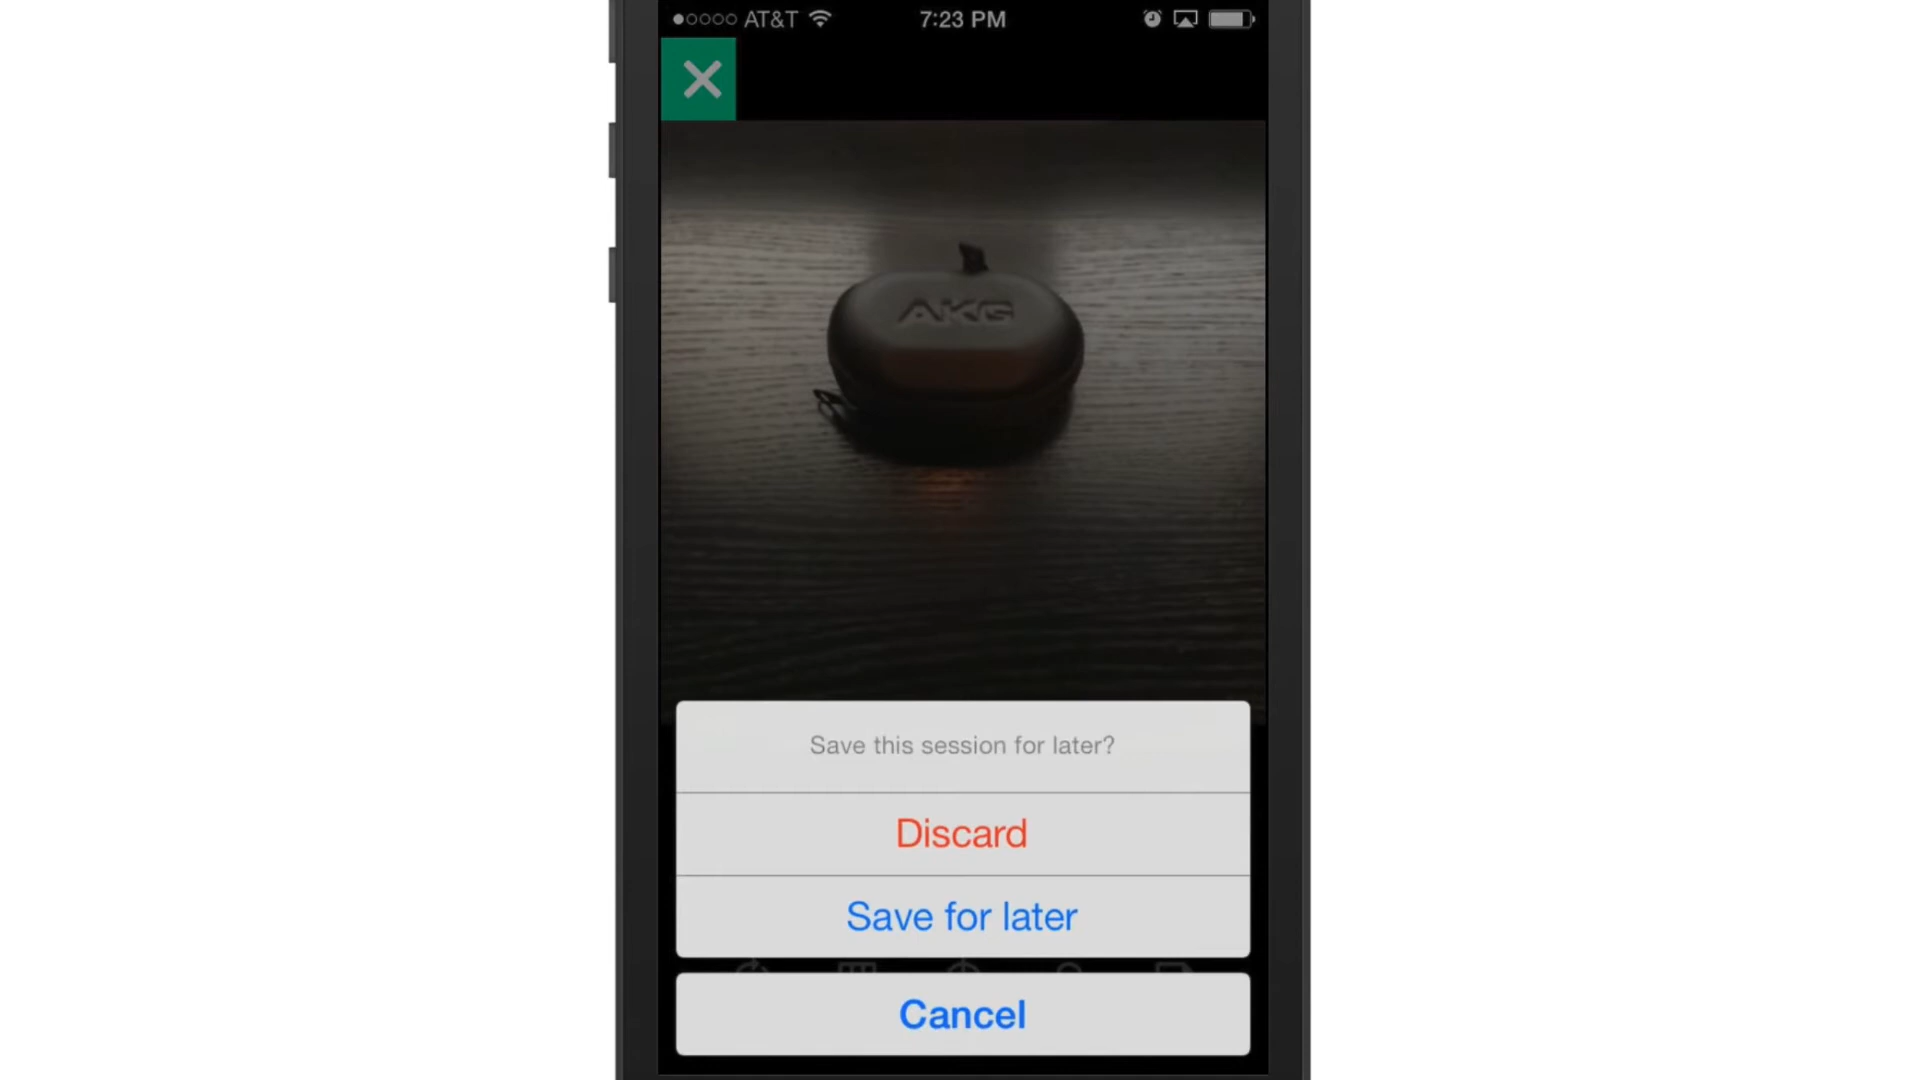 AT&T 7:23 PM
AKG
Save this session for later?
Discard
Save for later
Cancel